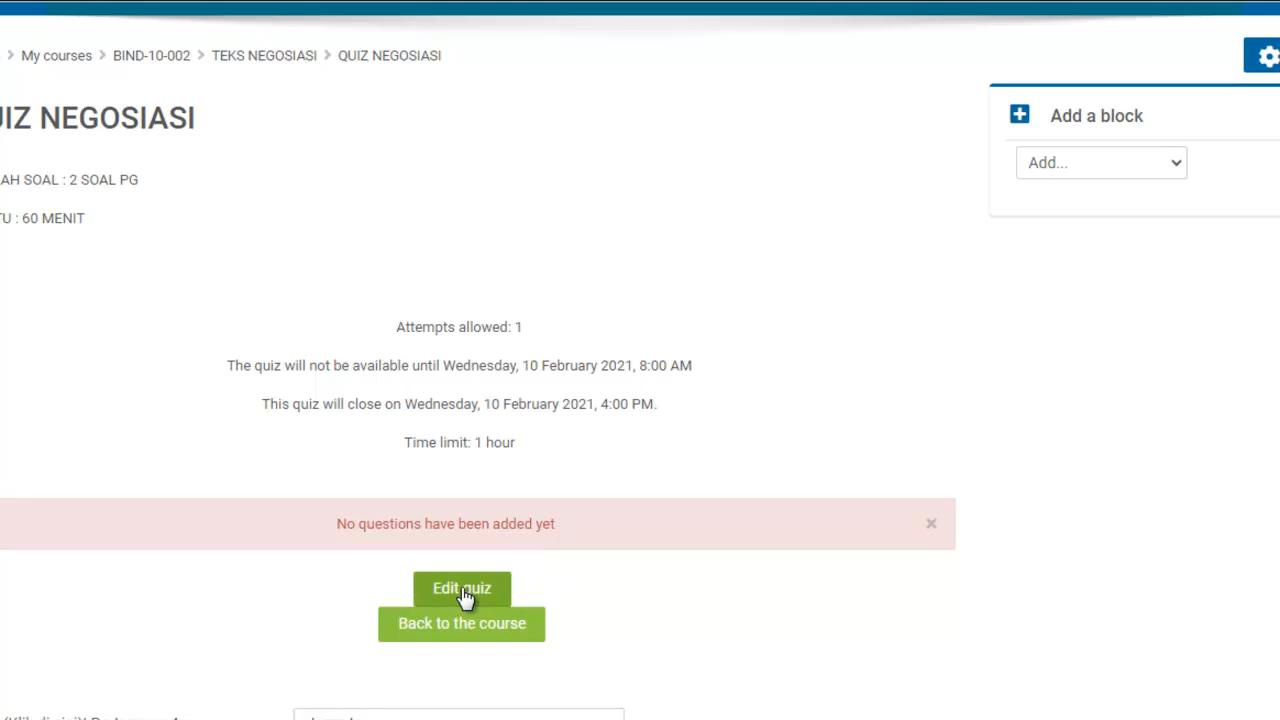 My courses > BIND-10-002 > TEKS NEGOSIASI > QUIZ NEGOSIASI
Add a block
Add...
UIZ NEGOSIASI
AH SOAL : 2 SOAL PG
TU : 60 MENIT
Attempts allowed: 1
The quiz will not be available until Wednesday, 10 February 2021, 8:00 AM
This quiz will close on Wednesday, 10 February 2021, 4:00 PM.
Time limit: 1 hour
No questions have been added yet
Edit quiz
Back to the course